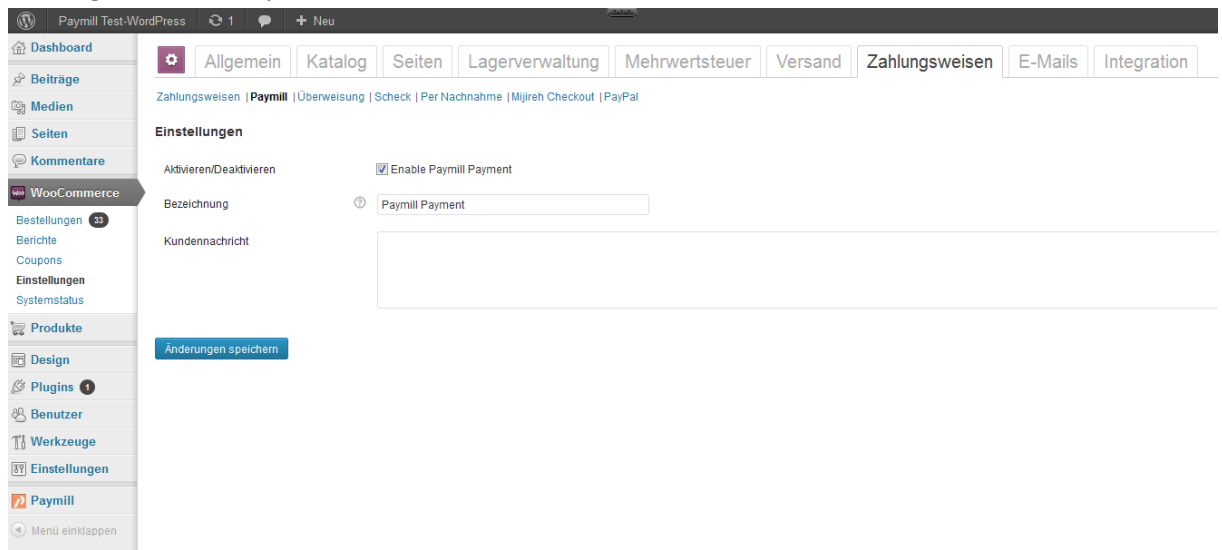 Paymill Test-WordPress 1 + Neu
Dashboard
Beiträge
Medien
Seiten
Kommentare
WooCommerce
Bestellungen 33
Berichte
Coupons
Einstellungen
Systemstatus
Produkte
Design
Plugins 1
Benutzer
Werkzeuge
Einstellungen
Paymill
Menü einklappen
Allgemein Katalog Seiten Lagerverwaltung Mehrwertsteuer Versand Zahlungsweisen E-Mails Integration
Zahlungsweisen | Paymill | Überweisung | Scheck | Per Nachnahme | Mijireh Checkout | PayPal
Einstellungen
Aktivieren/Deaktivieren Enable Paymill Payment
Bezeichnung ? Paymill Payment
Kundennachricht
Änderungen speichern